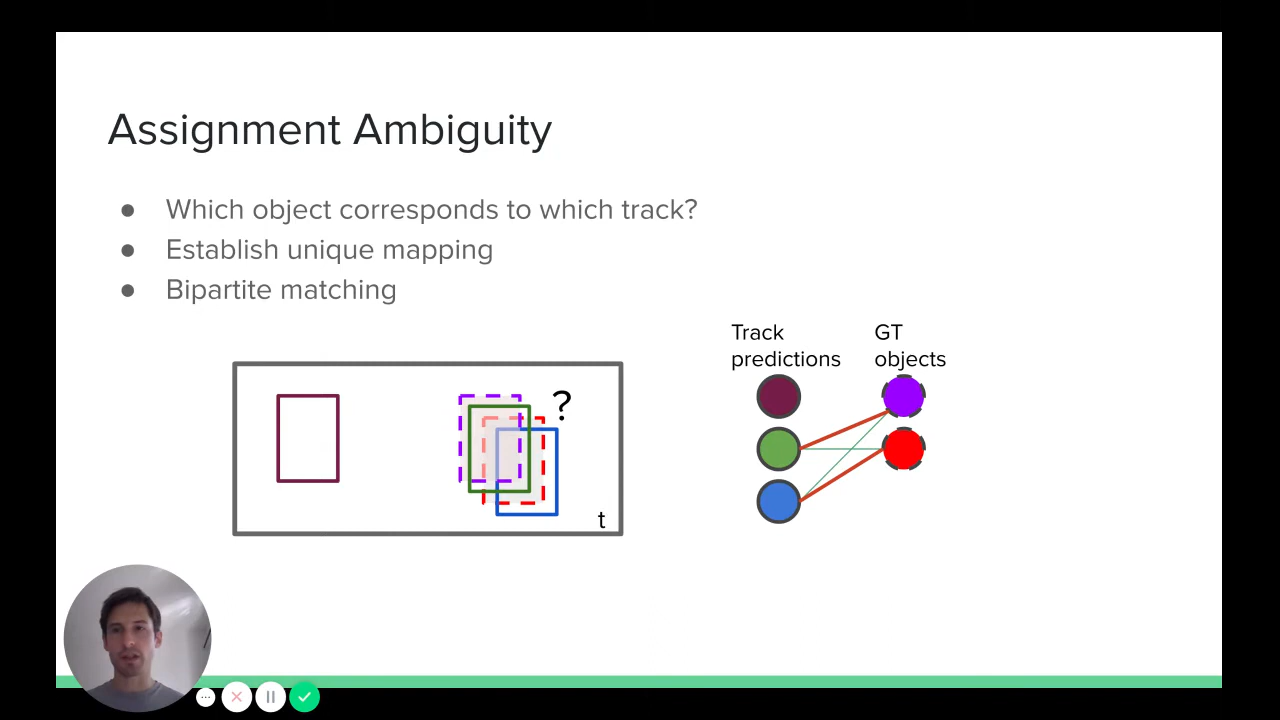 Assignment Ambiguity
● Which object corresponds to which track?
● Establish unique mapping
● Bipartite matching
Track predictions
GT objects
?
t